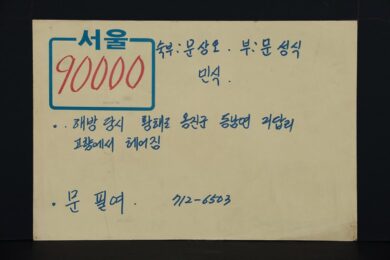 서울
90000
숙부:문상오. 부:문성식
민식.
·. 해방 당시 황해도 옹진군 동남면 괴답리
고향에서 헤어짐
· 문필여. 712-6503